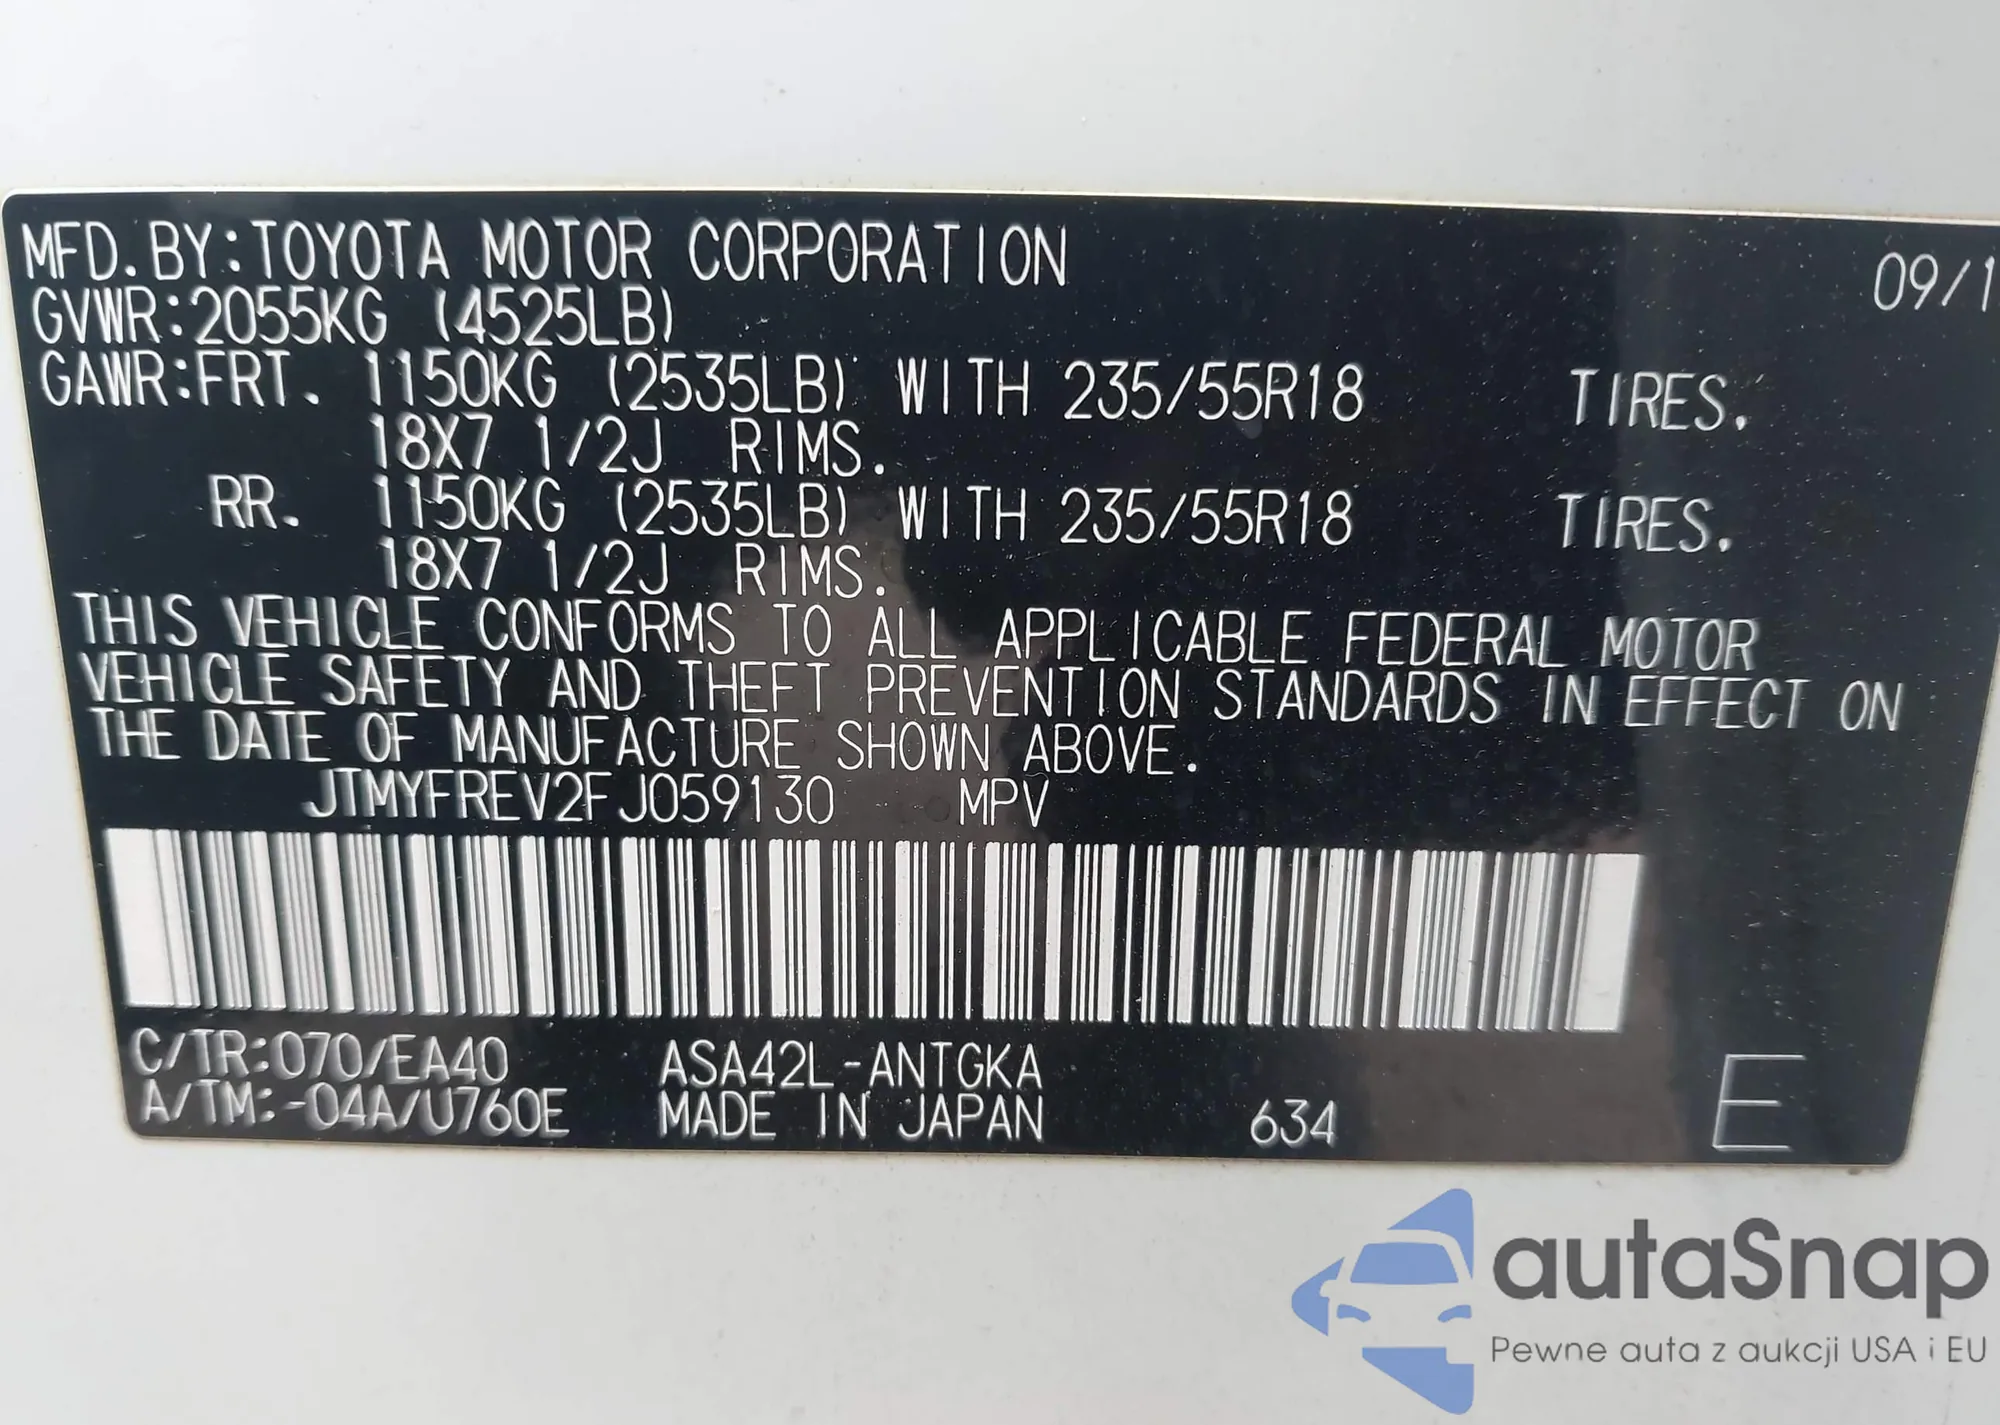 MFD.BY:TOYOTA MOTOR CORPORATION 09/1
GVWR:2055KG (4525LB)
GAWR:FRT. 1150KG (2535LB) WITH 235/55R18 TIRES.
18X7 1/2J RIMS.
RR. 1150KG (2535LB) WITH 235/55R18 TIRES.
18X7 1/2J RIMS.
THIS VEHICLE CONFORMS TO ALL APPLICABLE FEDERAL MOTOR
VEHICLE SAFETY AND THEFT PREVENTION STANDARDS IN EFFECT ON
THE DATE OF MANUFACTURE SHOWN ABOVE.
JTMYFREV2FJ059130 MPV
C/TR:070/EA40 ASA42L-ANTGKA
A/TM:-04A/U760E MADE IN JAPAN 634 E
autaSnap
Pewne auta z aukcji USA i EU